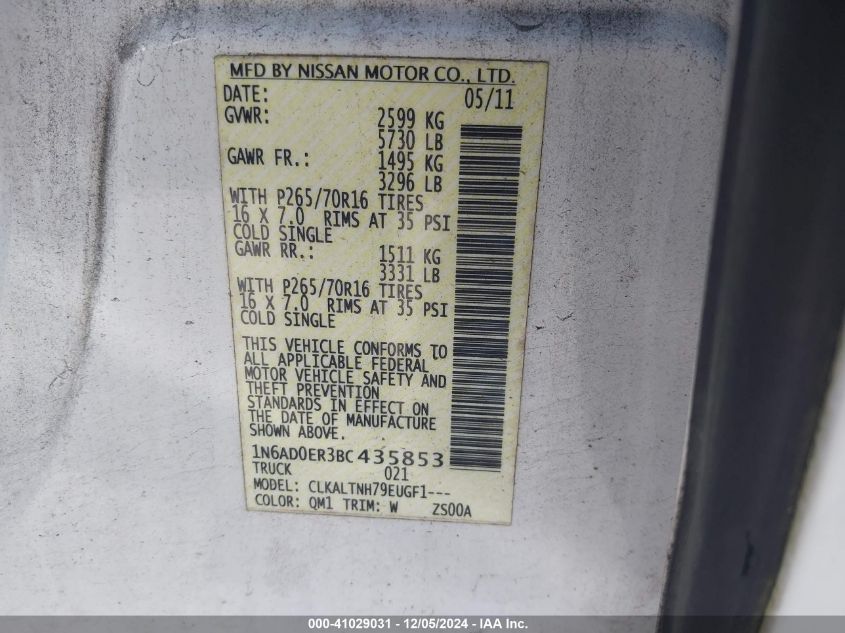 MFD BY NISSAN MOTOR CO., LTD.
DATE: 05/11
GVWR: 2599 KG
5730 LB
GAWR FR.: 1495 KG
3296 LB
WITH P265/70R16 TIRES
16 X 7.0 RIMS AT 35 PSI
COLD SINGLE
GAWR RR.: 1511 KG
3331 LB
WITH P265/70R16 TIRES
16 X 7.0 RIMS AT 35 PSI
COLD SINGLE
THIS VEHICLE CONFORMS TO
ALL APPLICABLE FEDERAL
MOTOR VEHICLE SAFETY AND
THEFT PREVENTION
STANDARDS IN EFFECT ON
THE DATE OF MANUFACTURE
SHOWN ABOVE.
1N6AD0ER3BC435853
TRUCK 021
MODEL: CLKALTNH79EUGF1---
COLOR: QM1 TRIM: W ZS00A
000-41029031 - 12/05/2024 - IAA Inc.